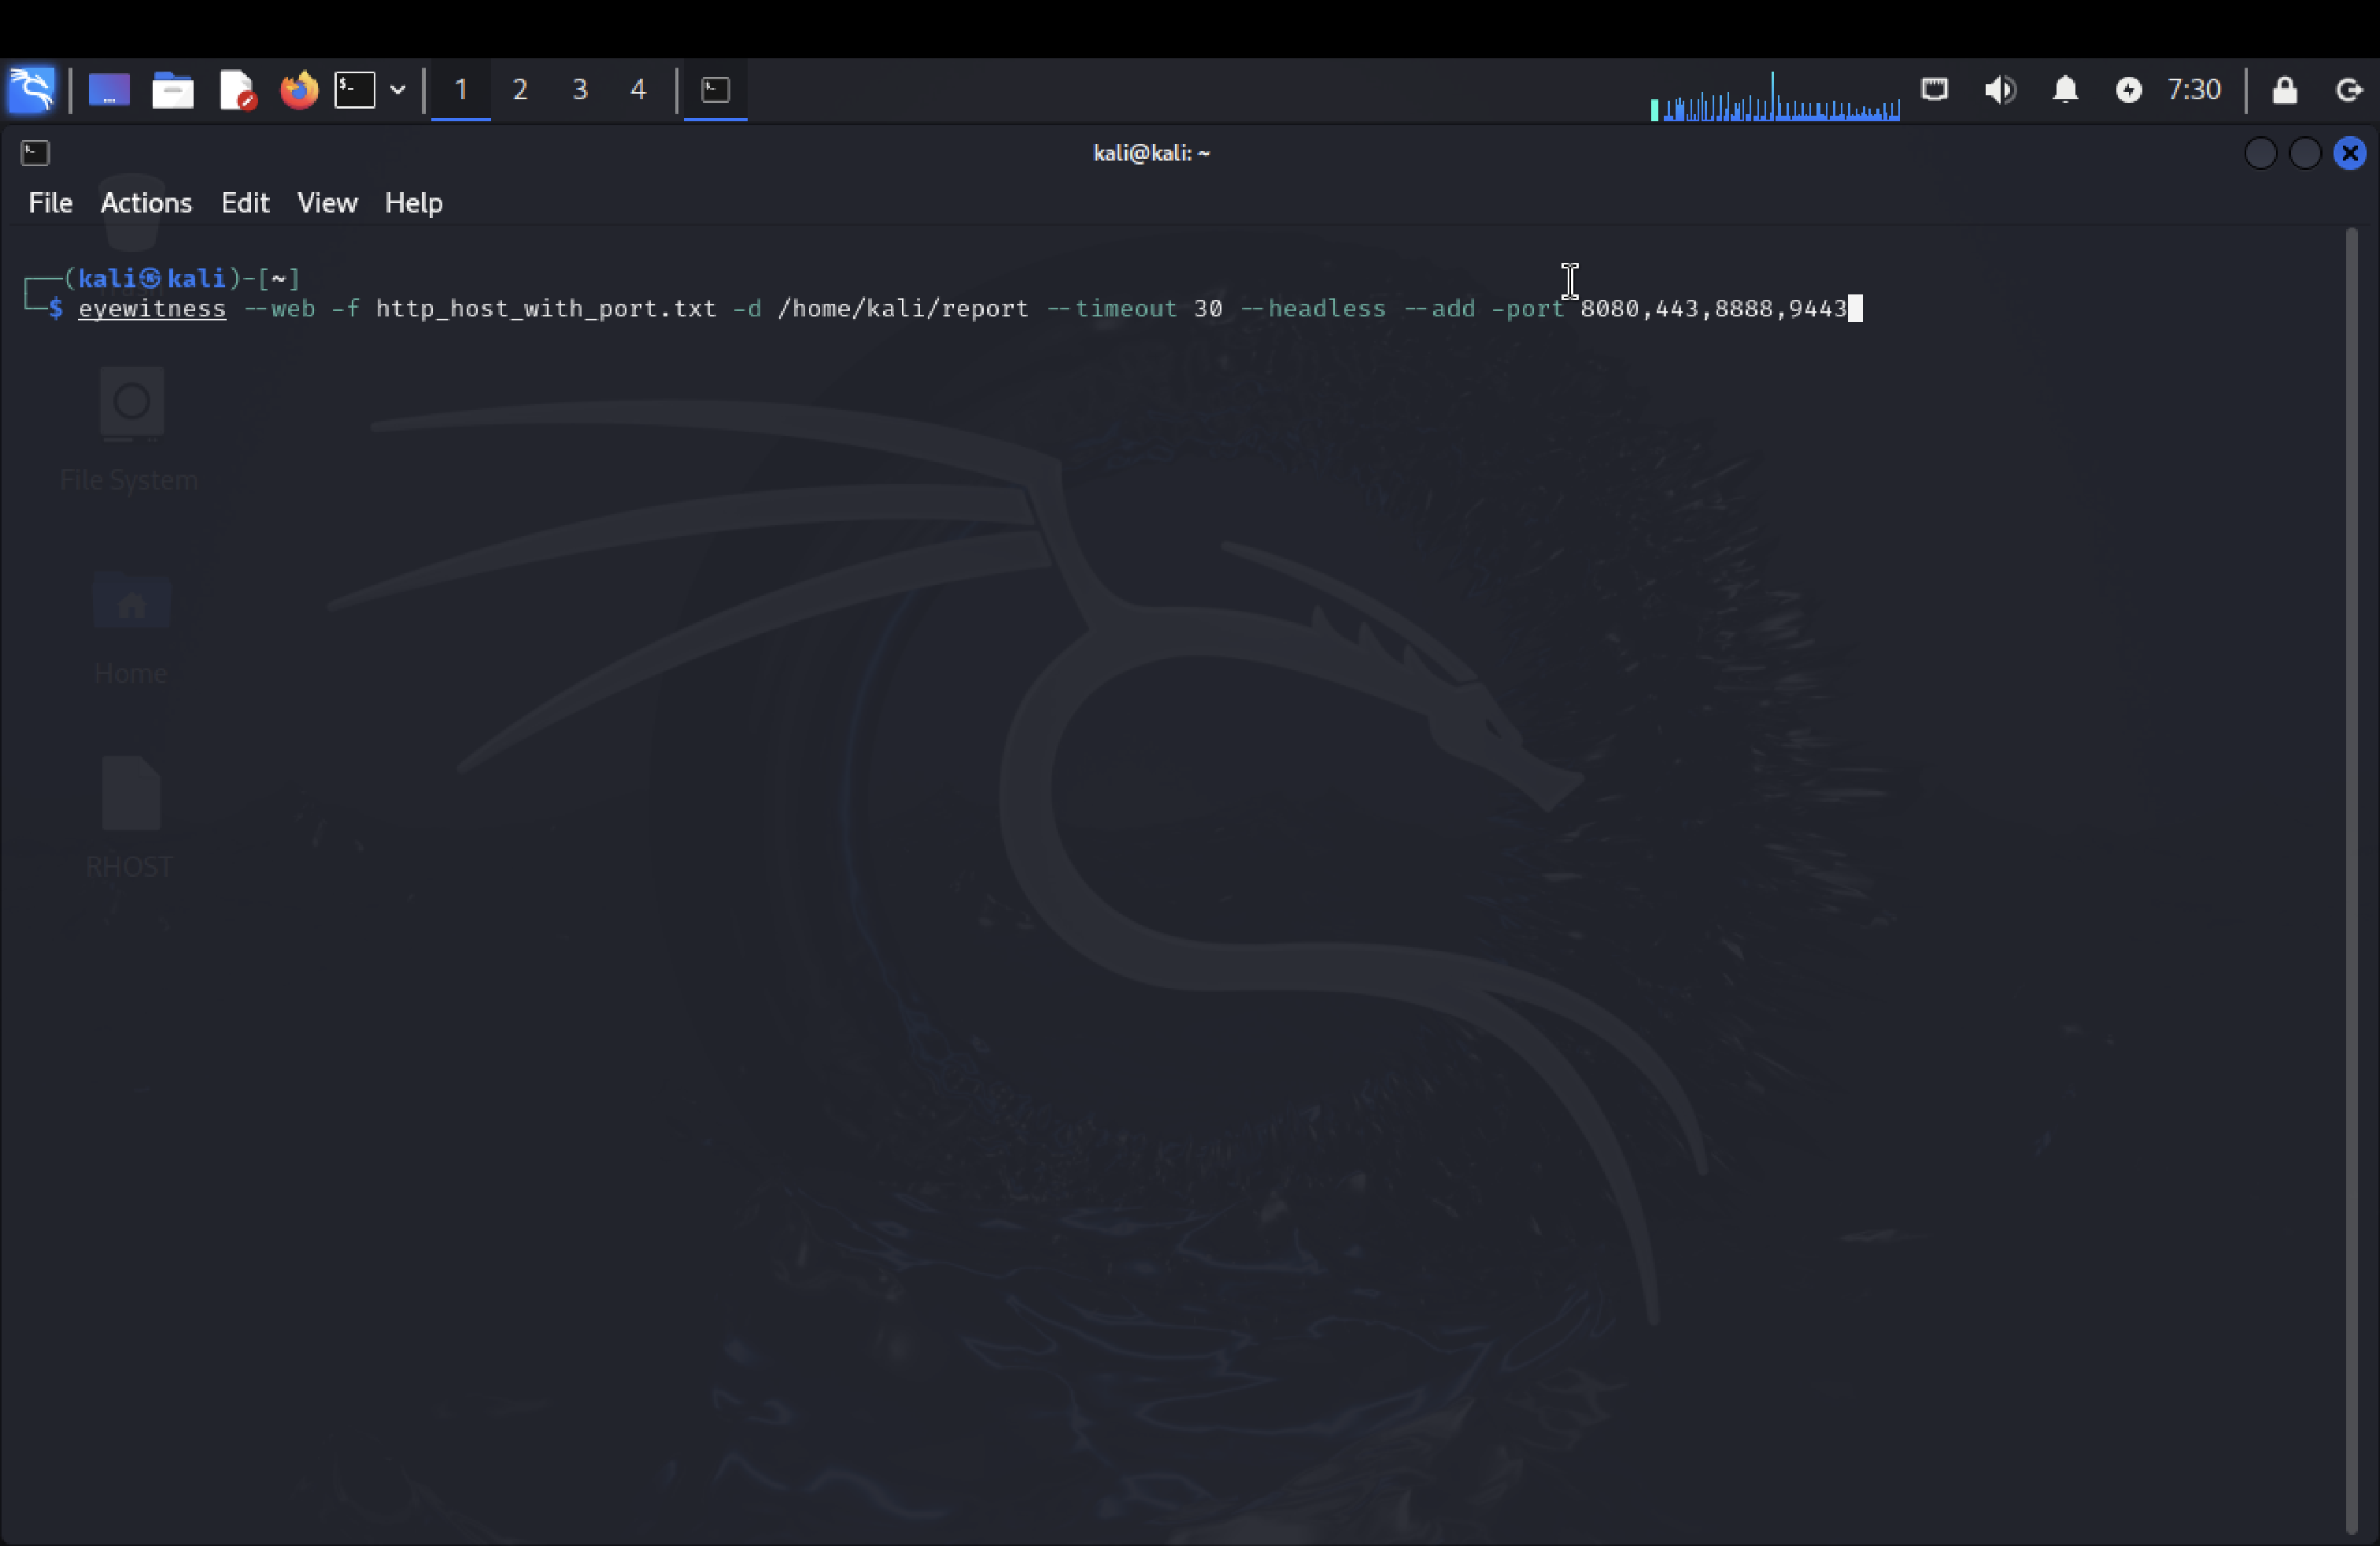 1 2 3 4 7:30
kali@kali: ~
File Actions Edit View Help
┌──(kali㉿kali)-[~]
└─$ eyewitness --web -f http_host_with_port.txt -d /home/kali/report --timeout 30 --headless --add -port 8080,443,8888,9443
File System
Home
RHOST